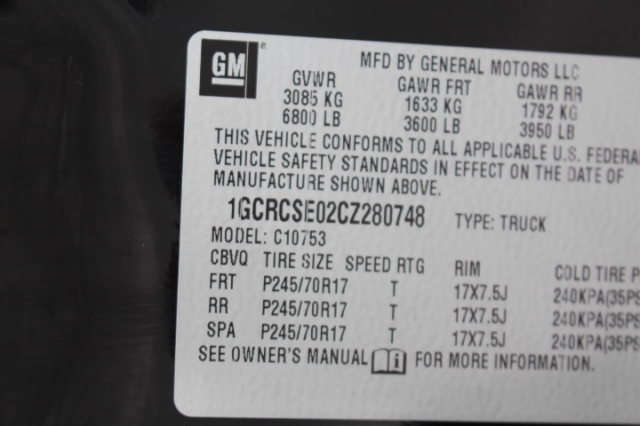 GM
MFD BY GENERAL MOTORS LLC
GVWR GAWR FRT GAWR RR
3085 KG 1633 KG 1792 KG
6800 LB 3600 LB 3950 LB
THIS VEHICLE CONFORMS TO ALL APPLICABLE U.S. FEDERA
VEHICLE SAFETY STANDARDS IN EFFECT ON THE DATE OF
MANUFACTURE SHOWN ABOVE.
1GCRCSE02CZ280748 TYPE: TRUCK
MODEL: C10753
CBVQ TIRE SIZE SPEED RTG RIM COLD TIRE P
FRT P245/70R17 T 17X7.5J 240KPA(35PS
RR P245/70R17 T 17X7.5J 240KPA(35PS
SPA P245/70R17 T 17X7.5J 240KPA(35PS
SEE OWNER'S MANUAL i FOR MORE INFORMATION.